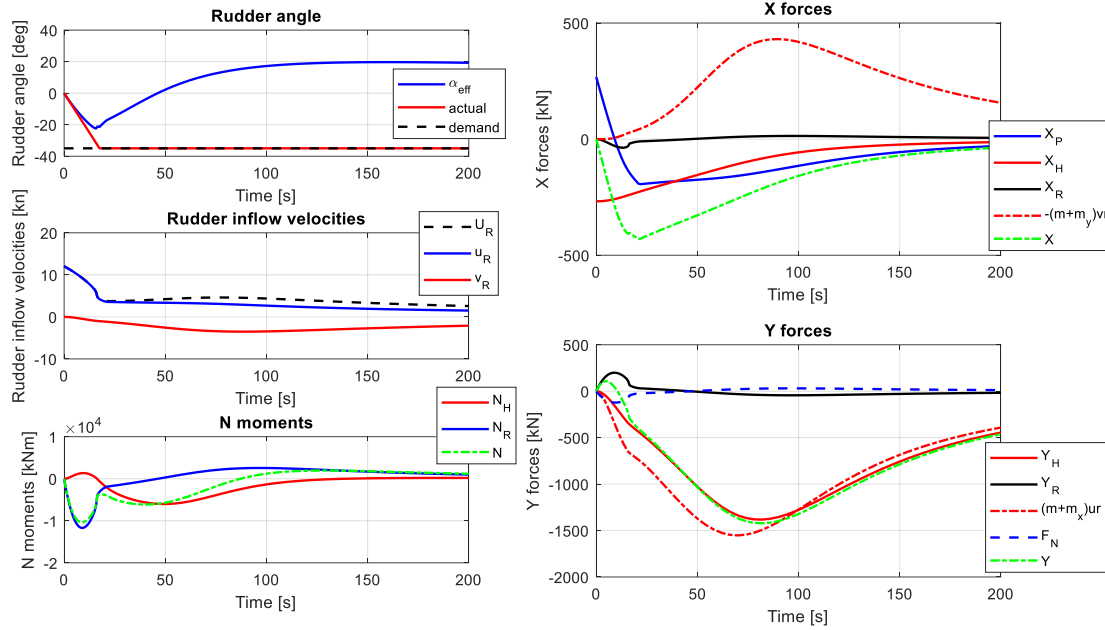 Rudder angle
Rudder angle [deg]
40
20
0
-20
-40
0
50
100
150
200
Time [s]
α_eff
actual
demand
Rudder inflow velocities
Rudder inflow velocities [kn]
20
10
0
-10
0
50
100
150
200
Time [s]
U_R
u_R
v_R
N moments
N moments [kNm]
×10^4
1
0
-1
-2
0
50
100
150
200
Time [s]
N_H
N_R
N
X forces
X forces [kN]
500
0
-500
0
50
100
150
200
Time [s]
X_P
X_H
X_R
-(m+m_y)vr
X
Y forces
Y forces [kN]
500
0
-500
-1000
-1500
-2000
0
50
100
150
200
Time [s]
Y_H
Y_R
(m+m_x)ur
F_N
Y